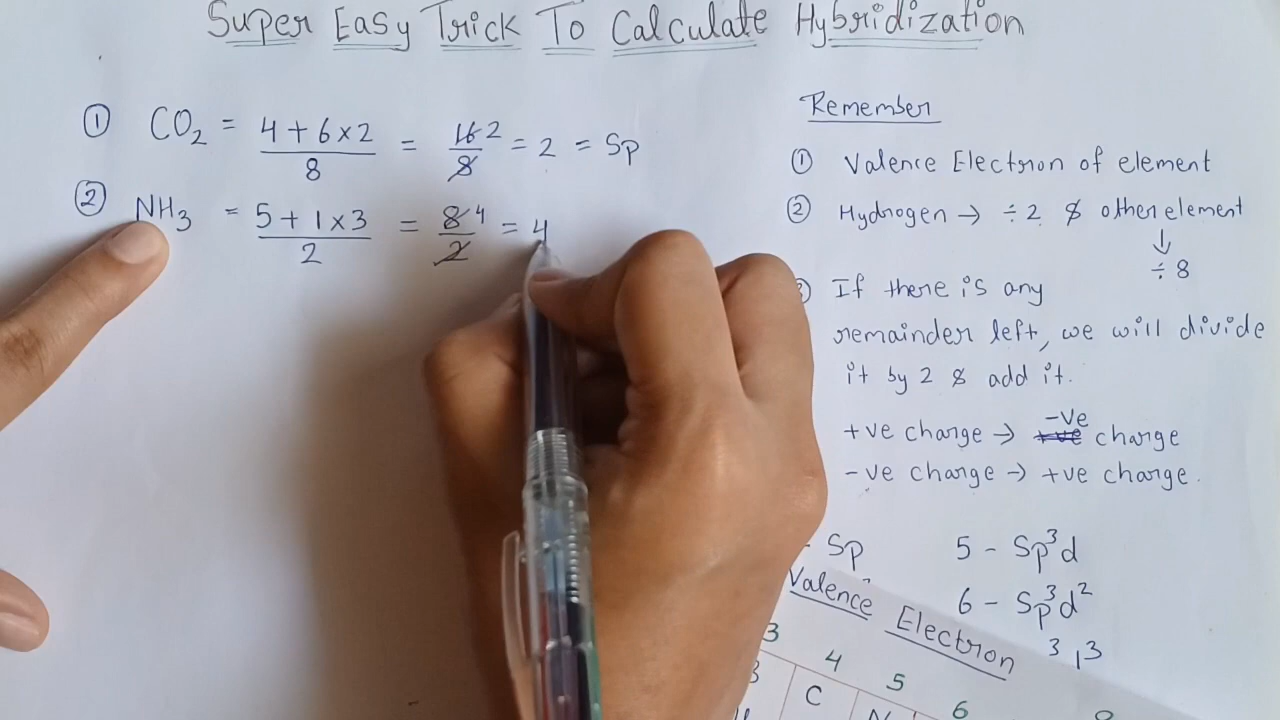 Super Easy Trick To Calculate Hybridization
① CO₂ = 4 + 6 × 2 / 8 = 16 2 / 8 = 2 = Sp
② NH₃ = 5 + 1 × 3 / 2 = 8 4 / 2 = 4
Remember
① Valence Electron of element
② Hydrogen → ÷ 2 & other element
↓
÷ 8
If there is any
remainder left, we will divide
it by 2 & add it.
+ve charge → -ve charge
-ve charge → +ve charge.
- Sp
5 - Sp³d
6 - Sp³d²
3 3
Valence Electron
3 4 5 6
C N